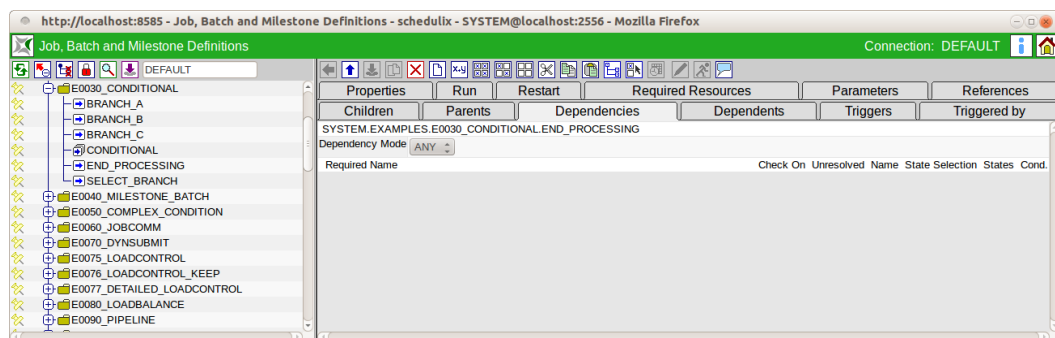 http://localhost:8585 - Job, Batch and Milestone Definitions - schedulix - SYSTEM@localhost:2556 - Mozilla Firefox
Job, Batch and Milestone Definitions
Connection: DEFAULT
DEFAULT
E0030_CONDITIONAL
BRANCH_A
BRANCH_B
BRANCH_C
CONDITIONAL
END_PROCESSING
SELECT_BRANCH
E0040_MILESTONE_BATCH
E0050_COMPLEX_CONDITION
E0060_JOBCOMM
E0070_DYNSUBMIT
E0075_LOADCONTROL
E0076_LOADCONTROL_KEEP
E0077_DETAILED_LOADCONTROL
E0080_LOADBALANCE
E0090_PIPELINE
Properties Run Restart Required Resources Parameters References
Children Parents Dependencies Dependents Triggers Triggered by
SYSTEM.EXAMPLES.E0030_CONDITIONAL.END_PROCESSING
Dependency Mode ANY
Required Name Check On Unresolved Name State Selection States Cond.